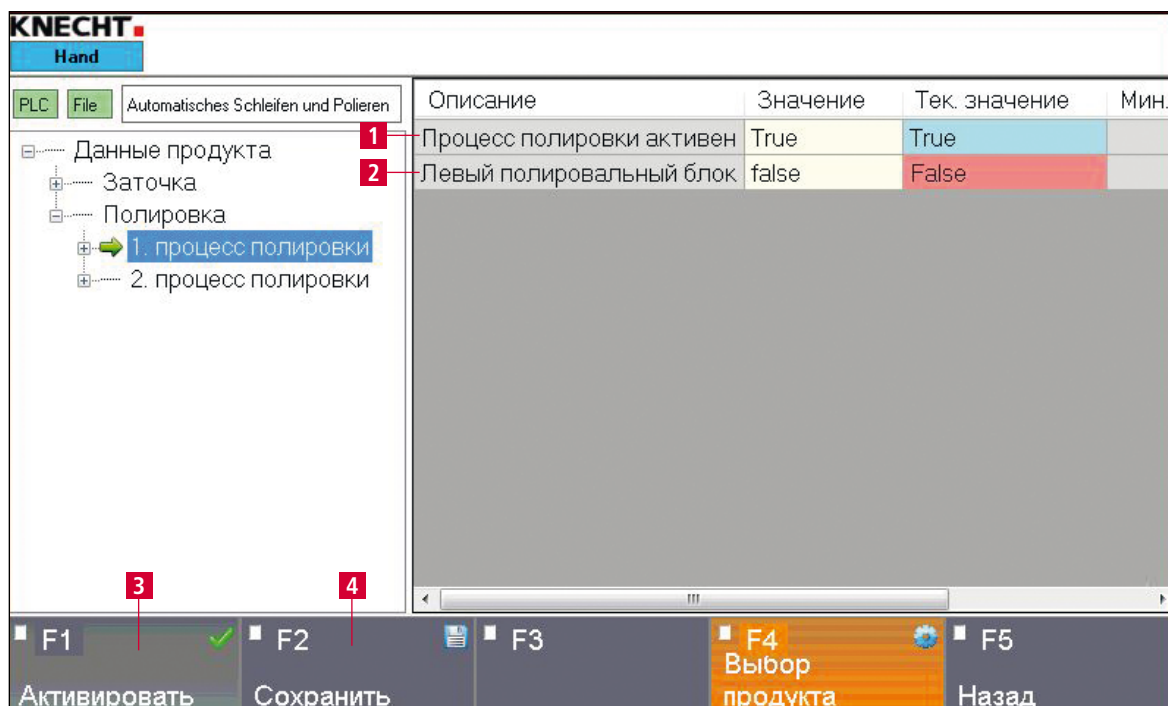 KNECHT
Hand
PLC File Automatisches Schleifen und Polieren
Данные продукта
Заточка
Полировка
1. процесс полировки
2. процесс полировки
Описание Значение Тек. значение Мин.
1 Процесс полировки активен True True
2 Левый полировальный блок false False
3 4
F1 F2 F3 F4 F5
Активировать Сохранить Выбор продукта Назад